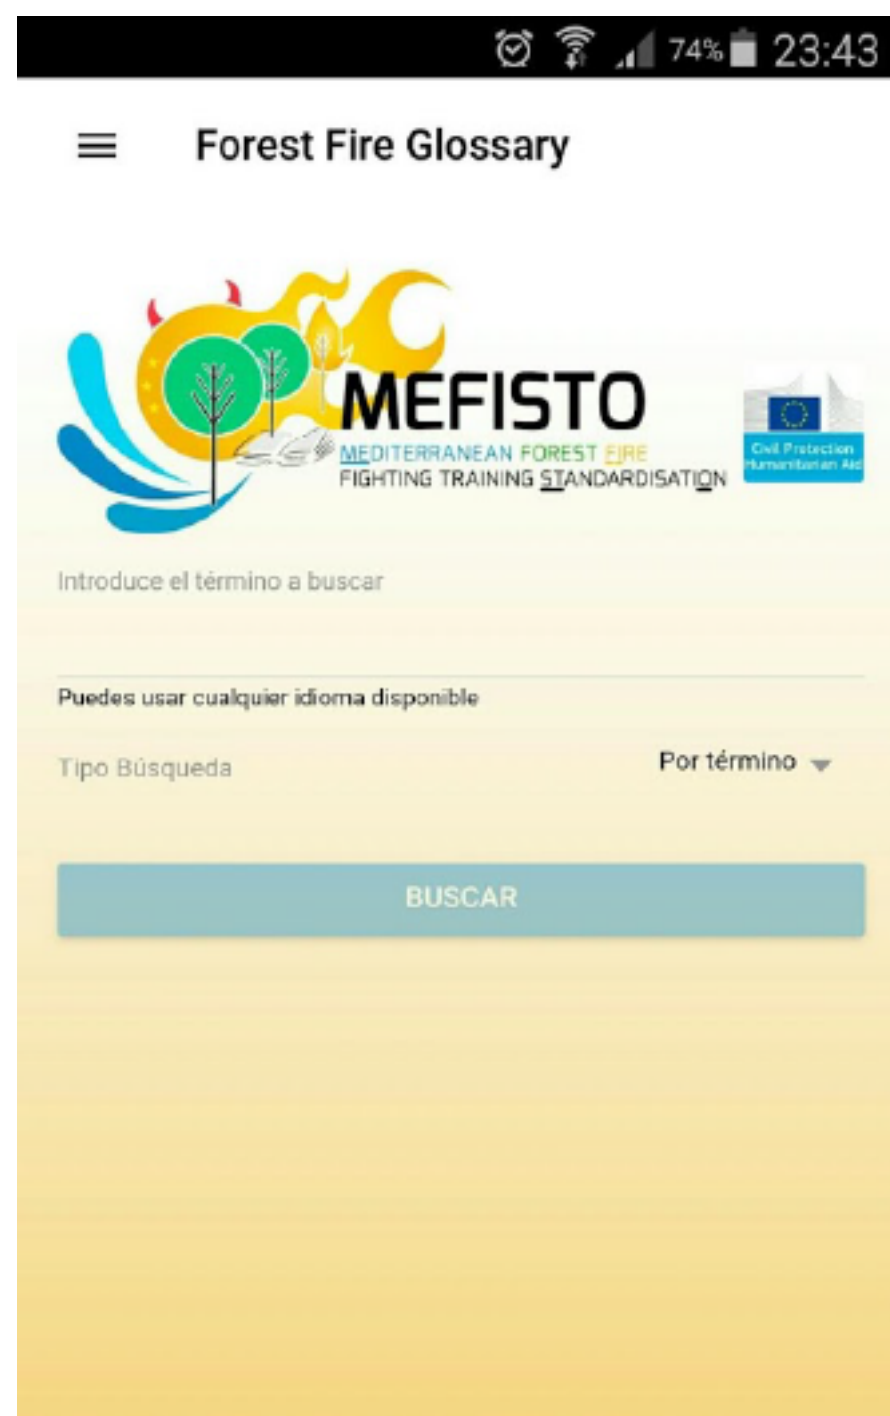 74% 23:43
Forest Fire Glossary
MEFISTO
MEDITERRANEAN FOREST FIRE
FIGHTING TRAINING STANDARDISATION
Civil Protection
Humanitarian Aid
Introduce el término a buscar
Puedes usar cualquier idioma disponible
Tipo Búsqueda
Por término
BUSCAR